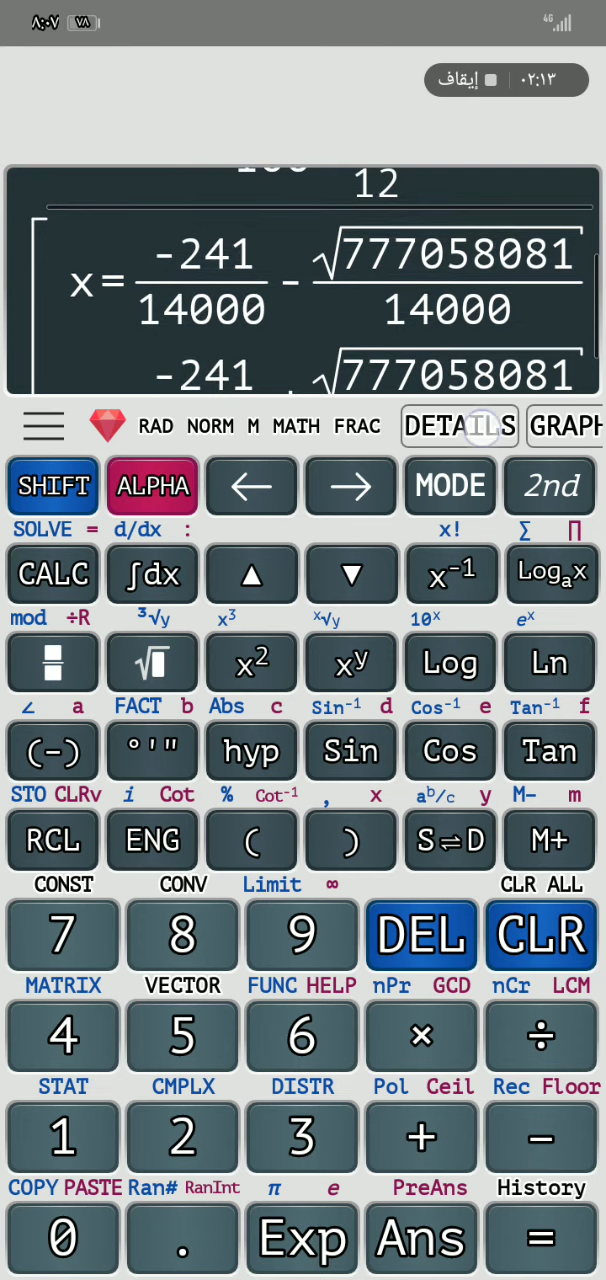 ٨:٠٧ ٧٨ 4G
إيقاف ٠٢:١٣
12
x = -241/14000 - √777058081/14000
-241 √777058081
RAD NORM M MATH FRAC DETAILS GRAPH
SHIFT ALPHA ← → MODE 2nd
SOLVE = d/dx : x! ∑ ∏
CALC ∫dx ▲ ▼ x⁻¹ Logₐx
mod ÷R ³√y x³ ˣ√y 10ˣ eˣ
√ x² xʸ Log Ln
∠ a FACT b Abs c Sin⁻¹ d Cos⁻¹ e Tan⁻¹ f
(-) °'" hyp Sin Cos Tan
STO CLRv i Cot % Cot⁻¹ , x aᵇ/c y M- m
RCL ENG ( ) S⇌D M+
CONST CONV Limit ∞ CLR ALL
7 8 9 DEL CLR
MATRIX VECTOR FUNC HELP nPr GCD nCr LCM
4 5 6 × ÷
STAT CMPLX DISTR Pol Ceil Rec Floor
1 2 3 + -
COPY PASTE Ran# RanInt π e PreAns History
0 . Exp Ans =